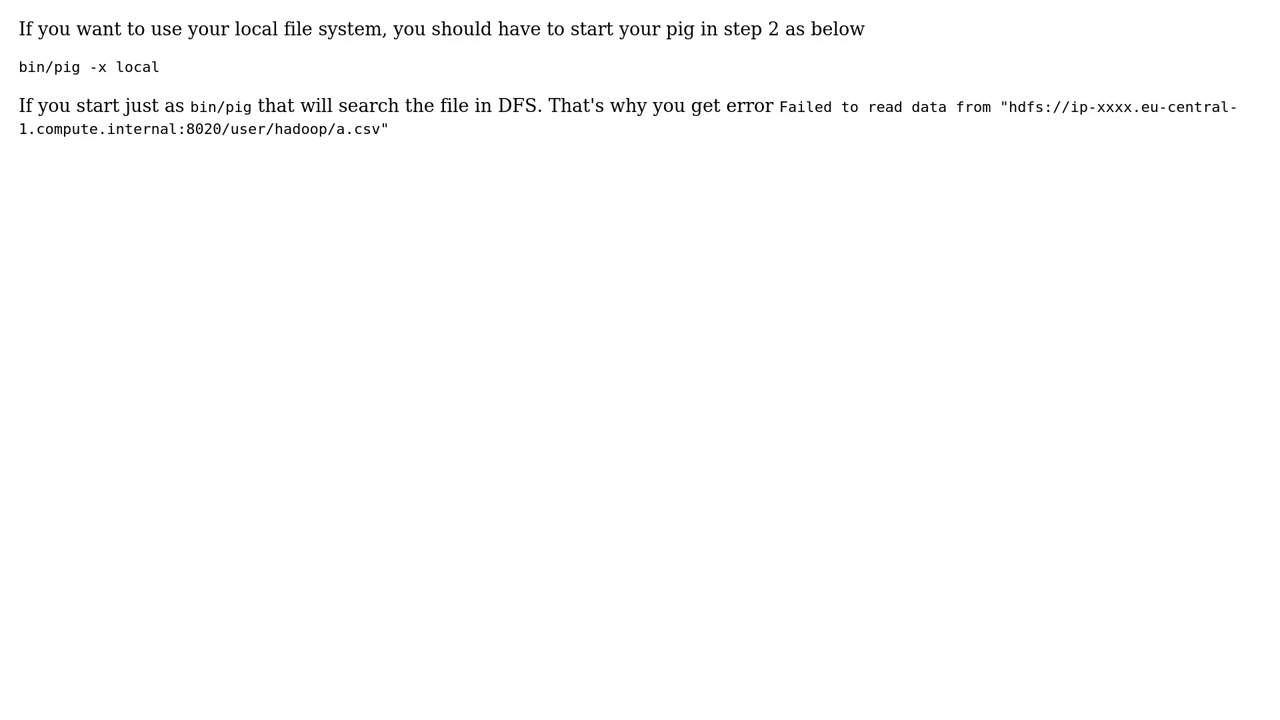 If you want to use your local file system, you should have to start your pig in step 2 as below
bin/pig -x local
If you start just as bin/pig that will search the file in DFS. That's why you get error Failed to read data from "hdfs://ip-xxxx.eu-central-
1.compute.internal:8020/user/hadoop/a.csv"